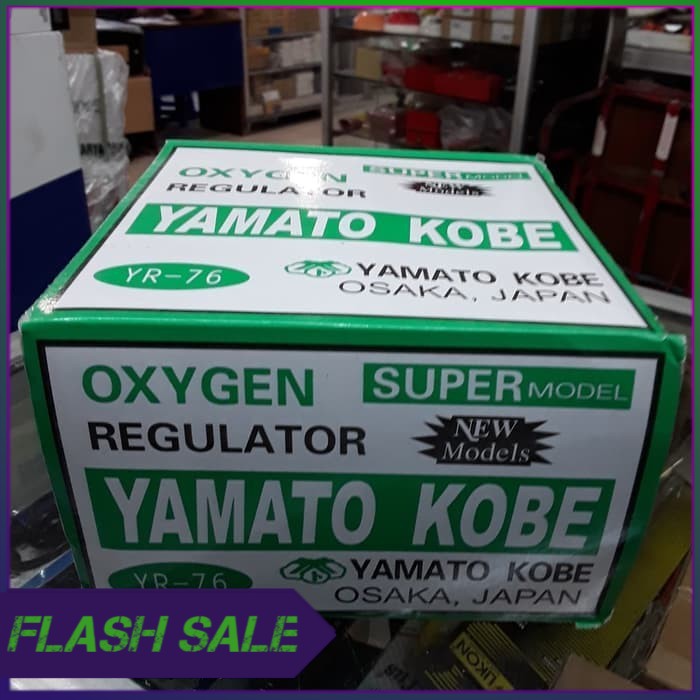 OXYGEN
REGULATOR
SUPER MODEL
NEW
Models
YAMATO KOBE
YR-76
YAMATO KOBE
OSAKA, JAPAN
OXYGEN
REGULATOR
SUPER MODEL
NEW
Models
YAMATO KOBE
YR-76
YAMATO KOBE
OSAKA, JAPAN
FLASH SALE